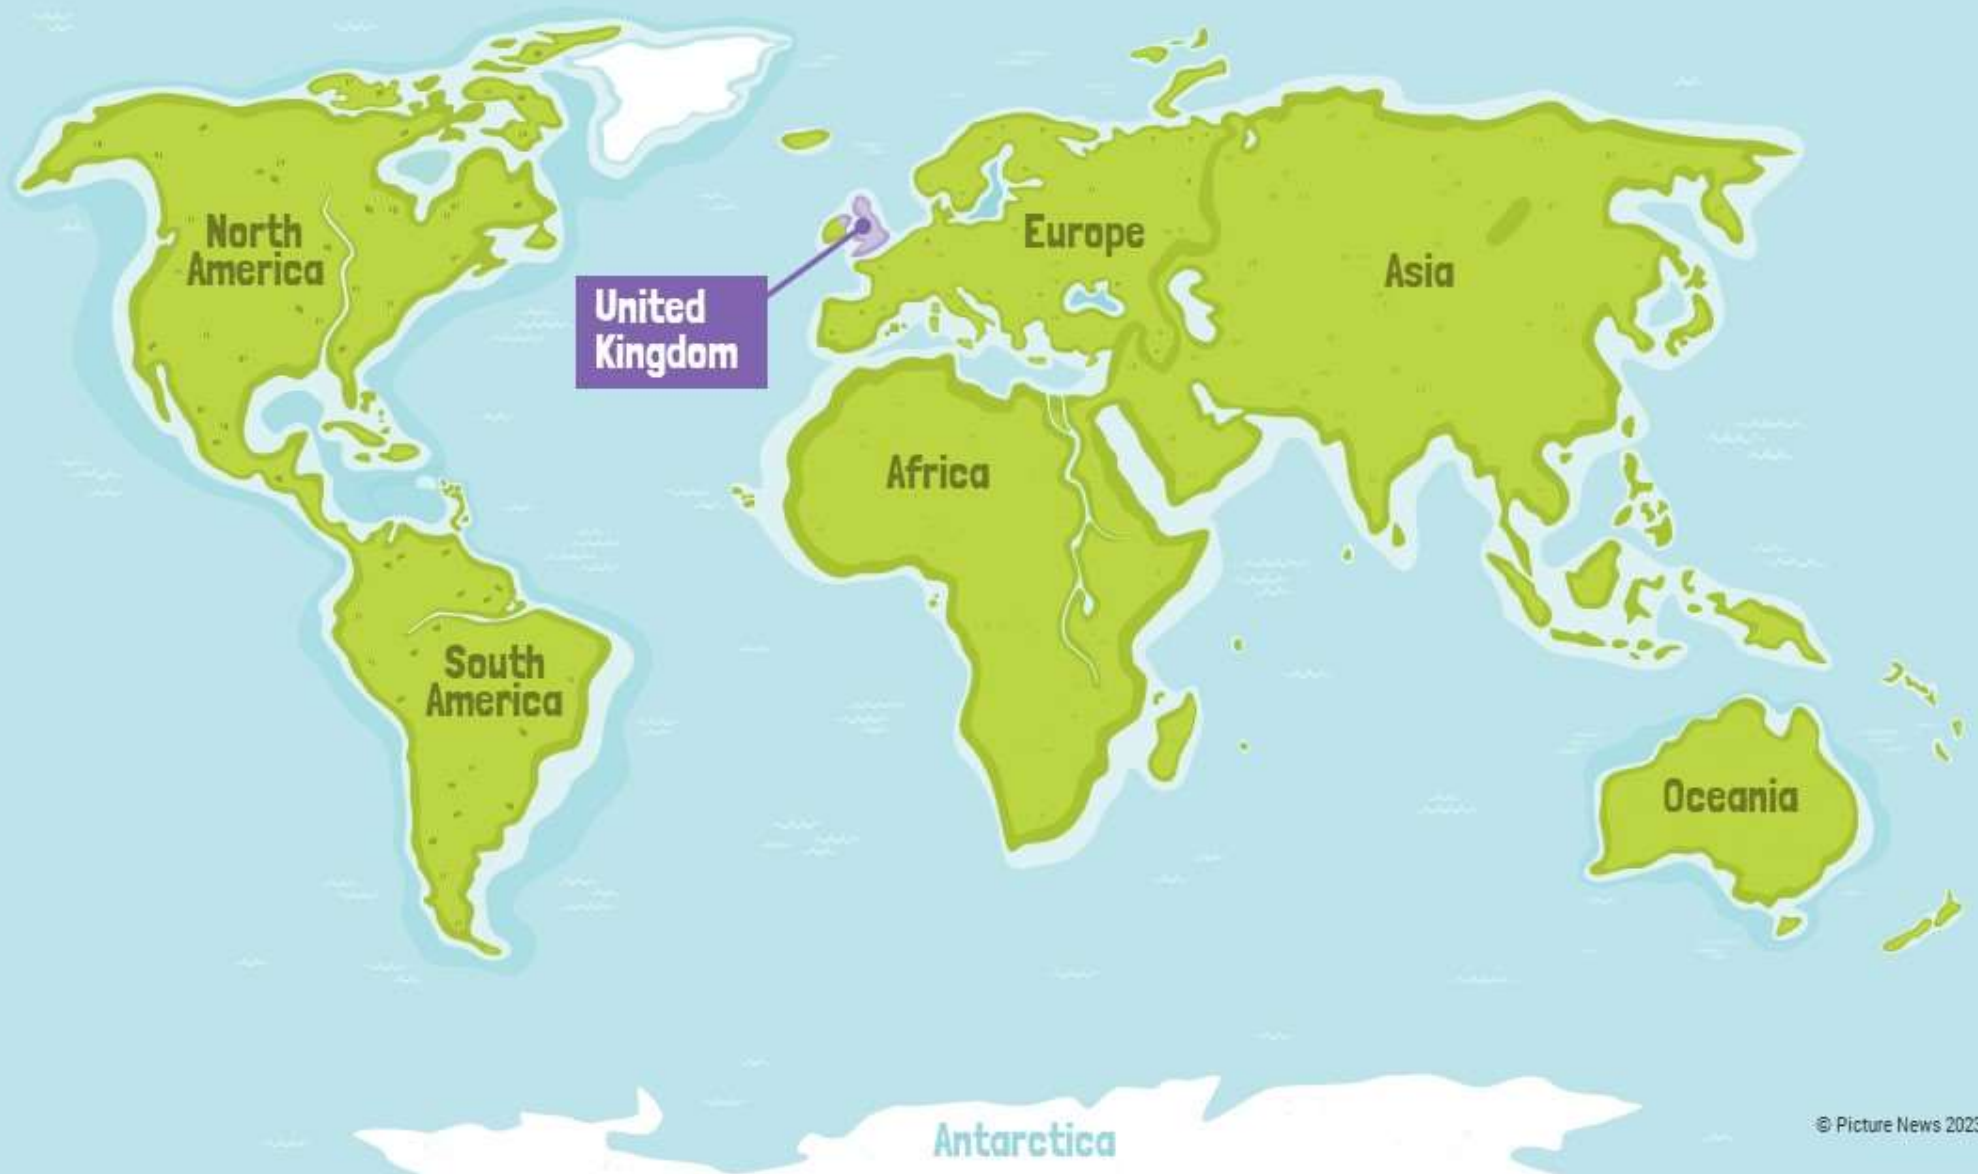 North
America
United
Kingdom
Europe
Asia
Africa
South
America
Oceania
Antarctica
© Picture News 2023